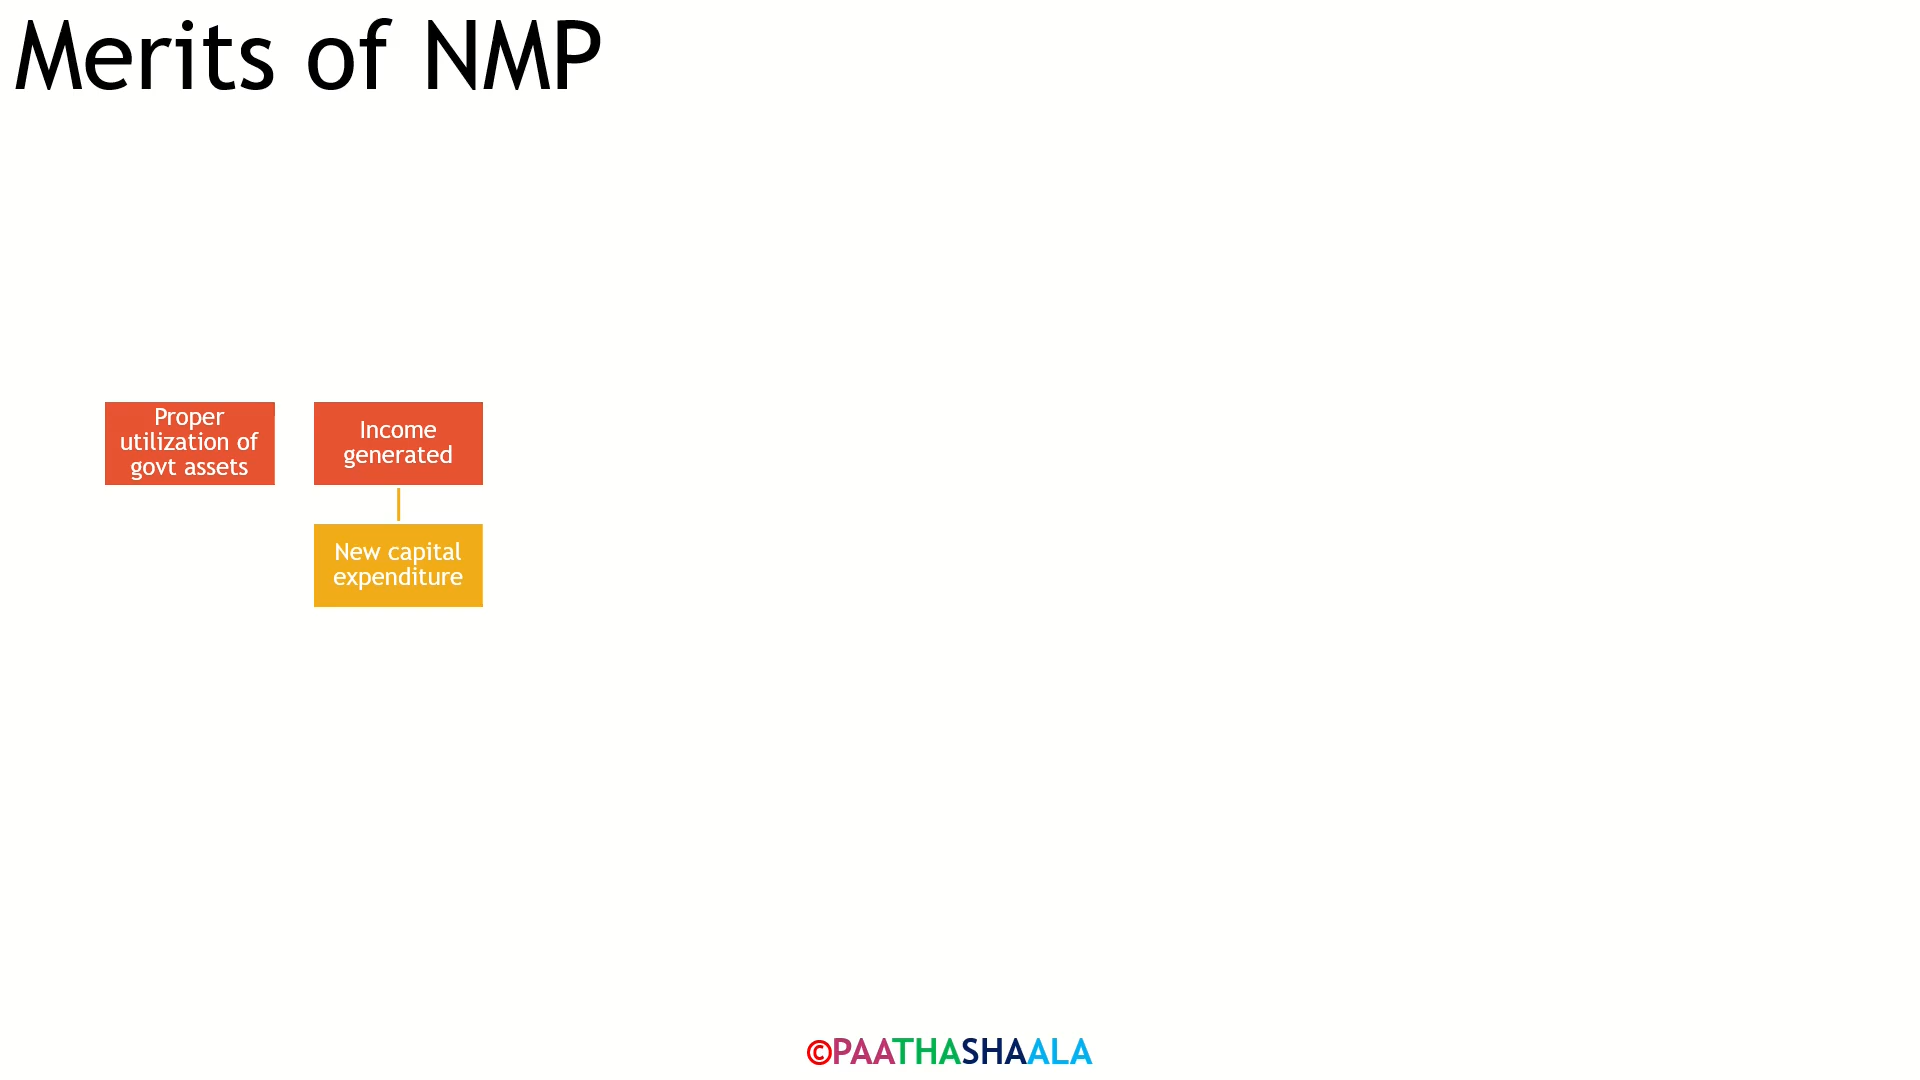 Merits of NMP
Proper
utilization of
govt assets
Income
generated
New capital
expenditure
©PAATHASHAALA